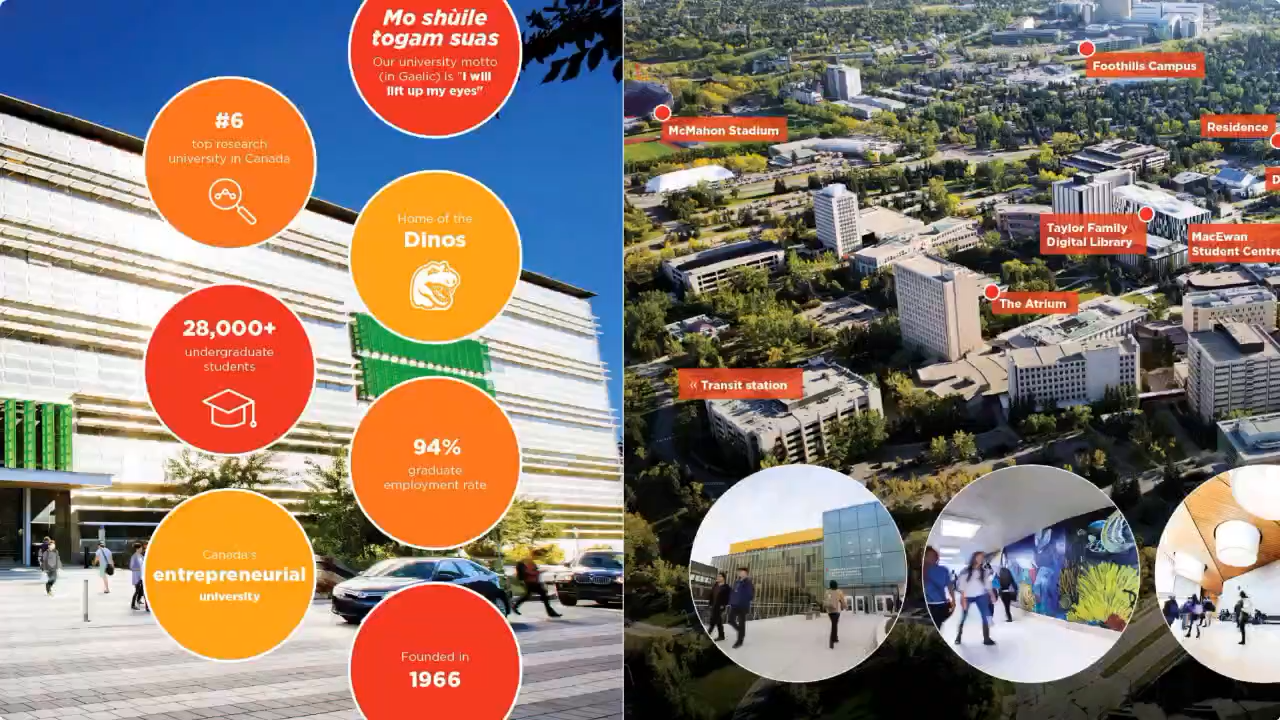 Mo shùile
togam suas
Our university motto
(in Gaelic) is "I will
lift up my eyes"
#6
top research
university in Canada
Home of the
Dinos
28,000+
undergraduate
students
94%
graduate
employment rate
Canada's
entrepreneurial
university
Founded in
1966
Foothills Campus
McMahon Stadium
Residence
D
Taylor Family
Digital Library
MacEwan
Student Centre
The Atrium
« Transit station